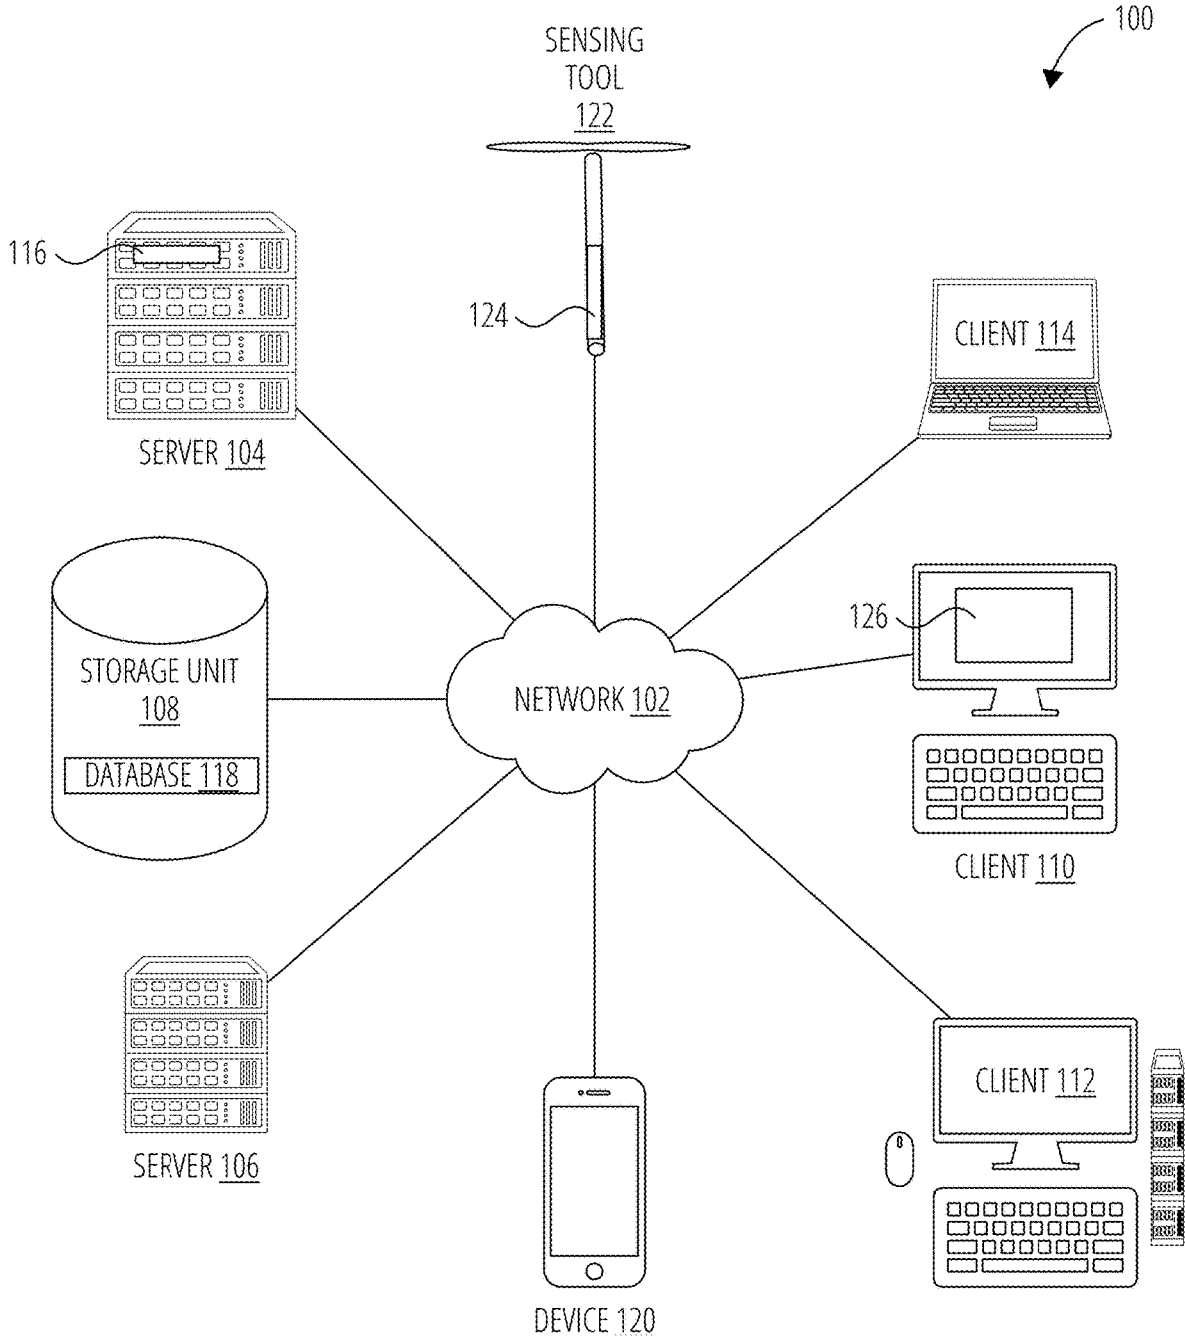 100
SENSING
TOOL
122
116
124
CLIENT 114
SERVER 104
126
STORAGE UNIT
108
NETWORK 102
DATABASE 118
CLIENT 110
CLIENT 112
SERVER 106
DEVICE 120